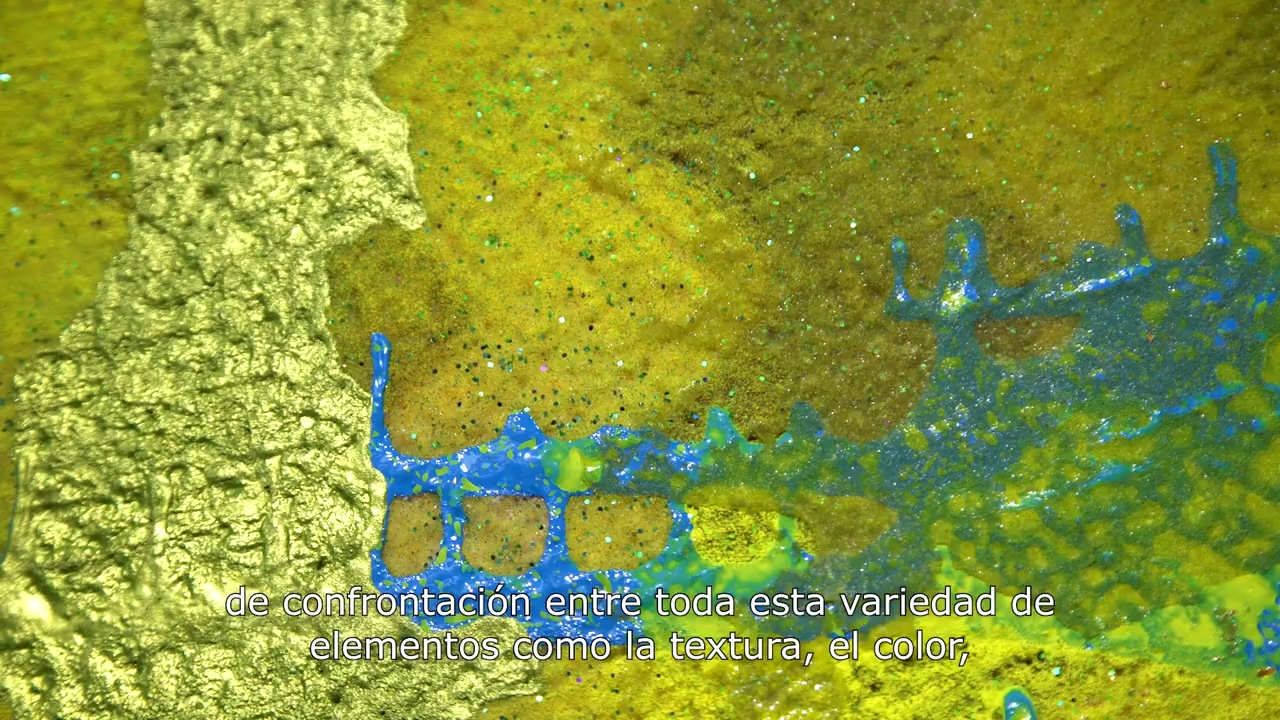 de confrontación entre toda esta variedad de
elementos como la textura, el color,